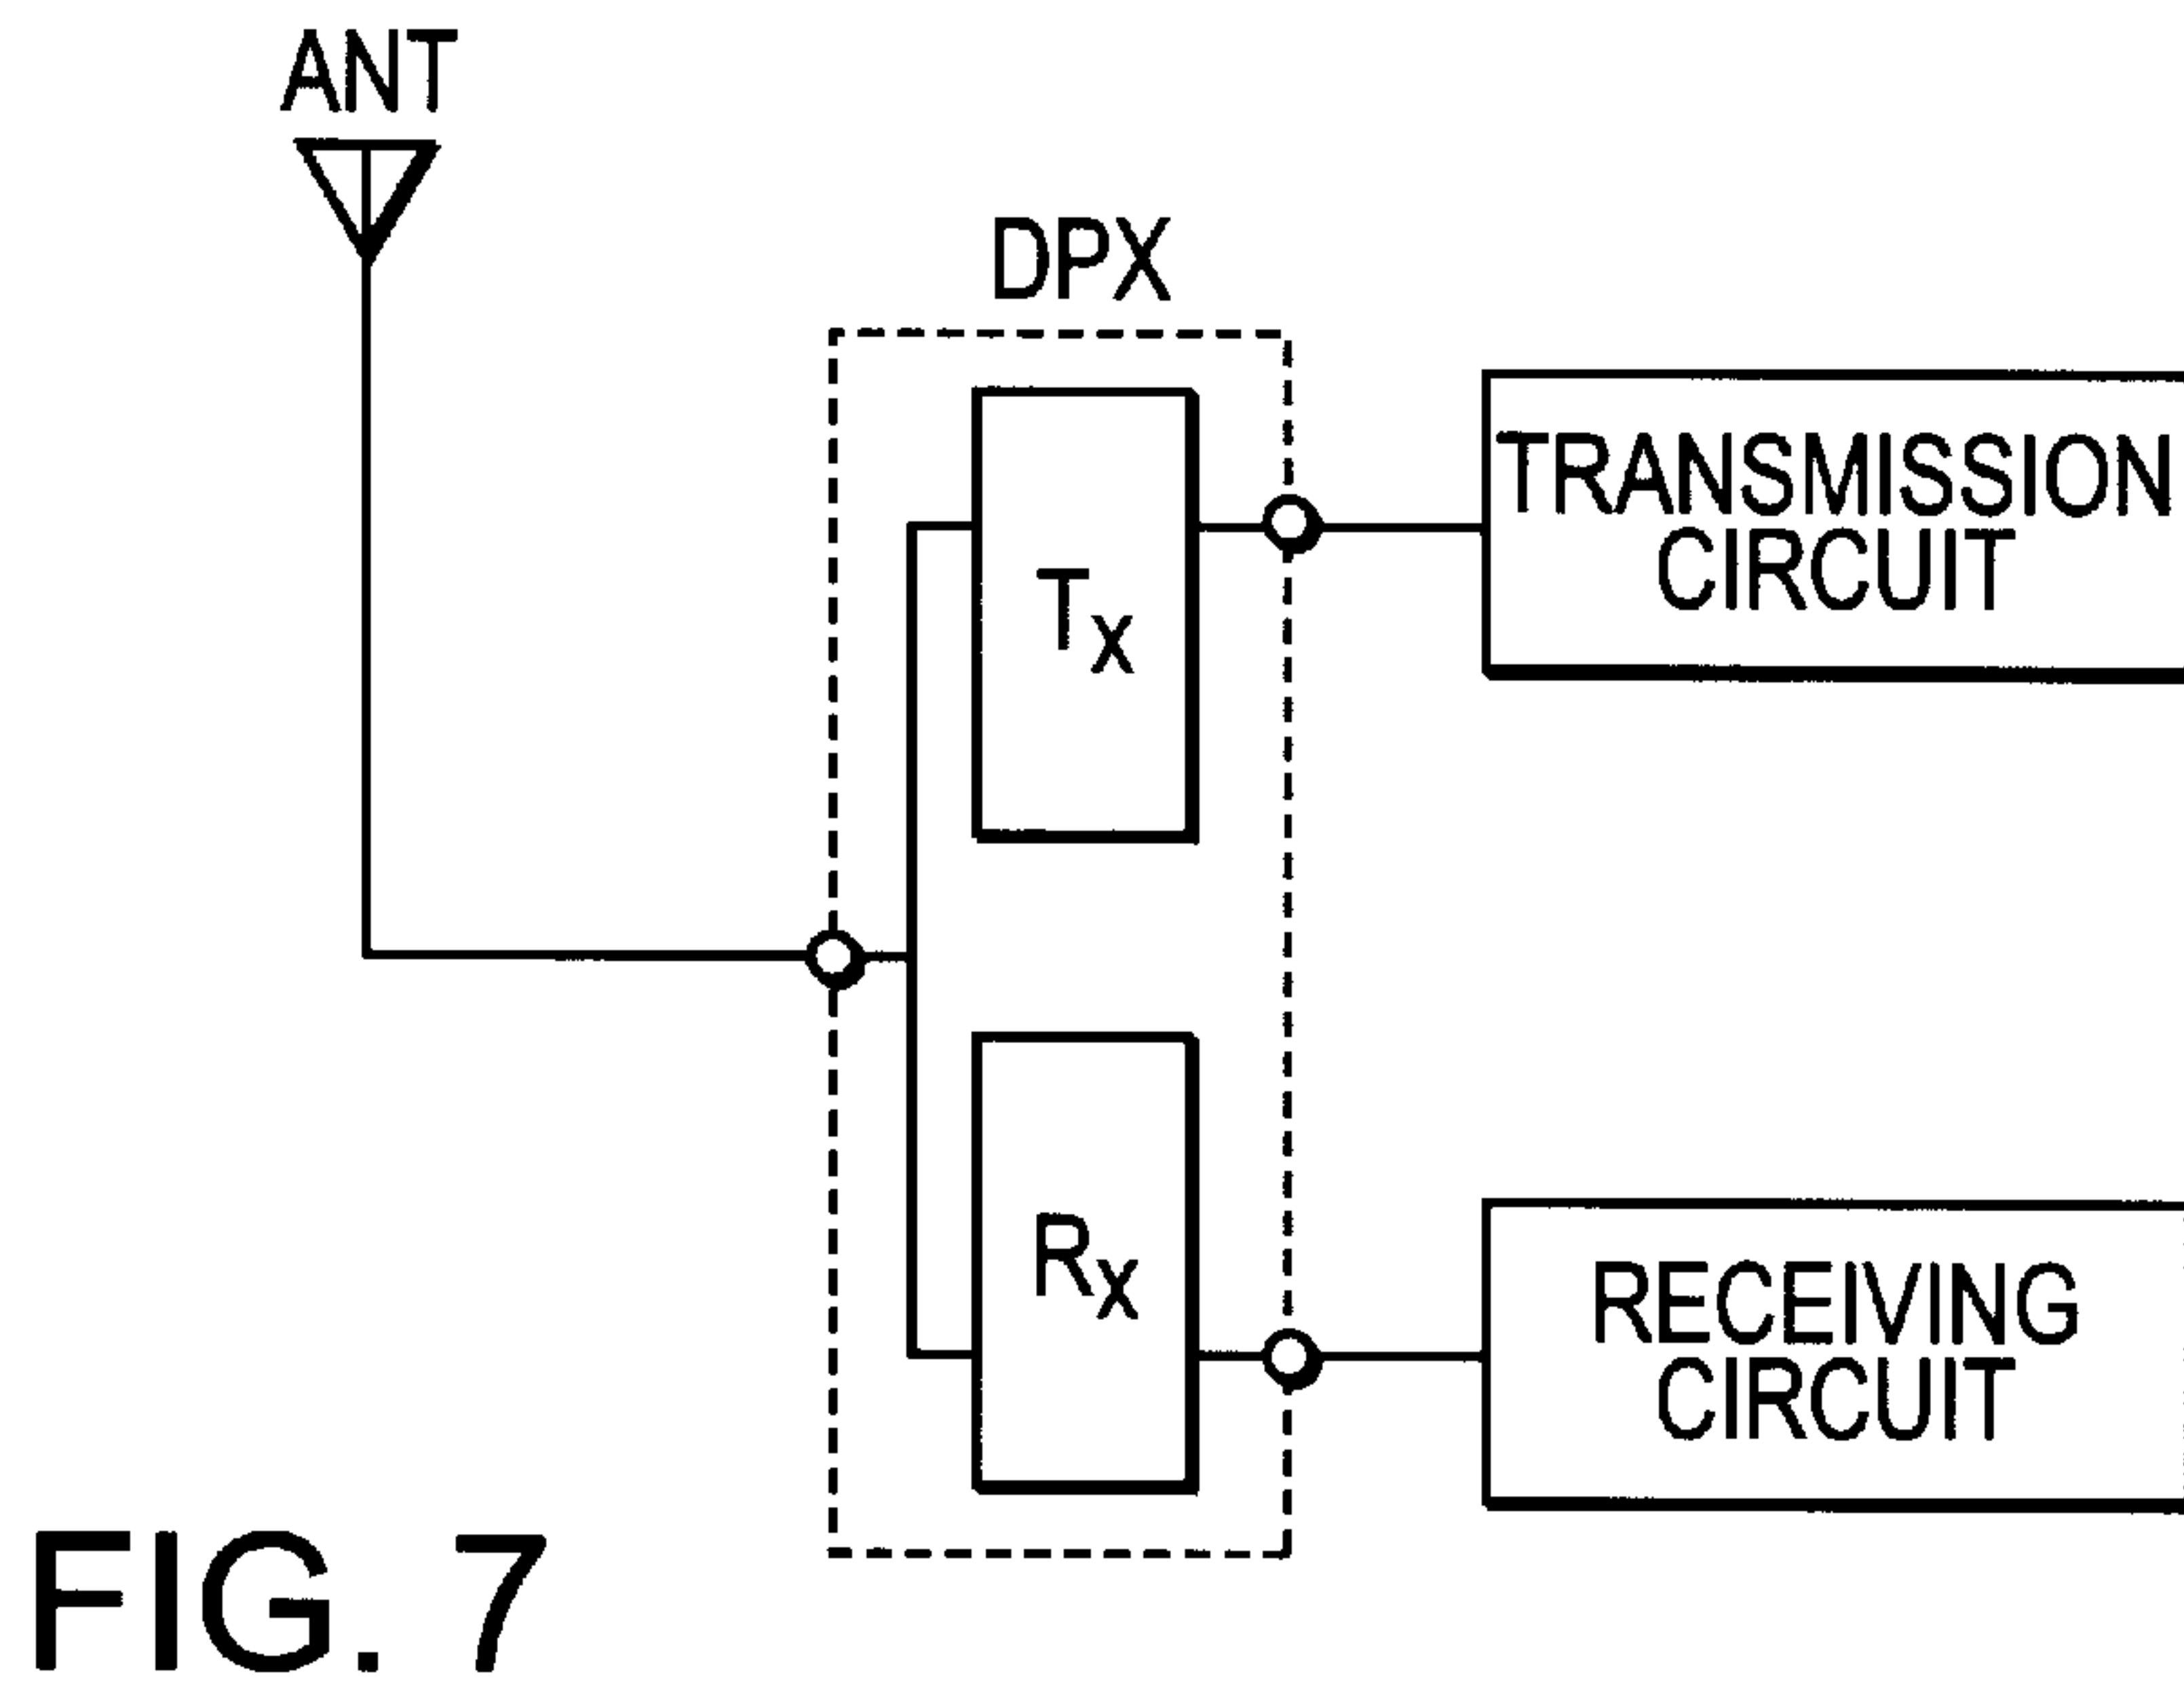 ANT
DPX
TRANSMISSION
CIRCUIT
Tx
Rx
RECEIVING
CIRCUIT
FIG. 7